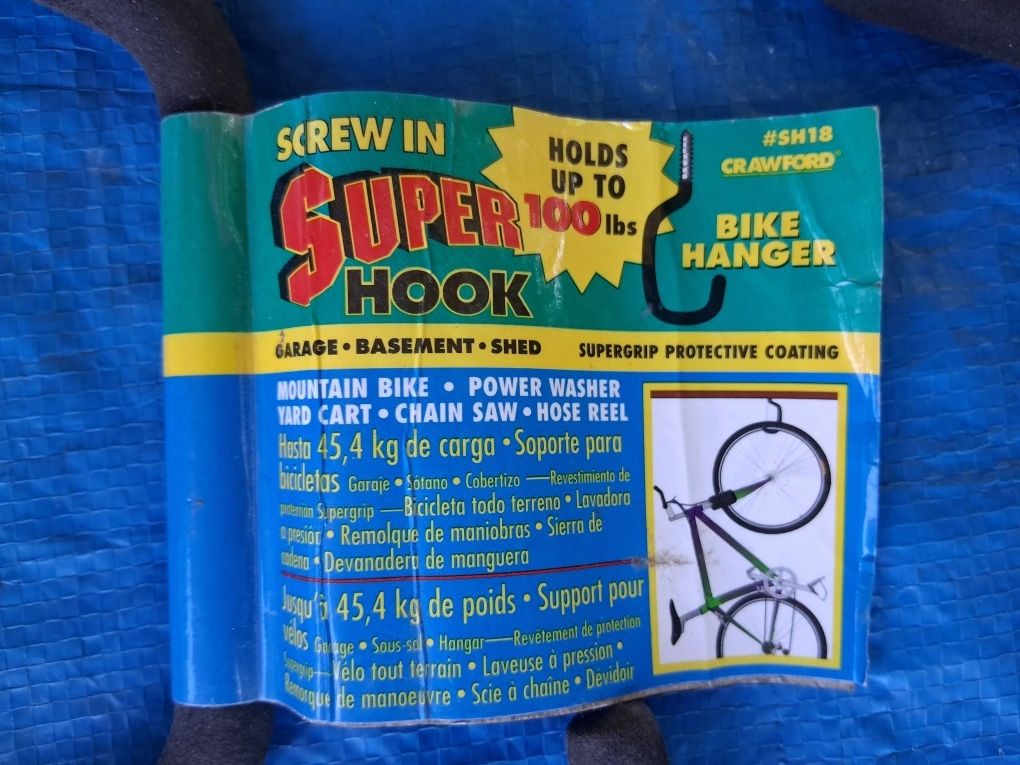 SCREW IN
SUPER
HOOK
HOLDS
UP TO
100 lbs
#SH18
CRAWFORD®
BIKE
HANGER
GARAGE • BASEMENT • SHED
SUPERGRIP PROTECTIVE COATING
MOUNTAIN BIKE • POWER WASHER
YARD CART • CHAIN SAW • HOSE REEL
Hasta 45,4 kg de carga • Soporte para
bicicletas Garaje • Sótano • Cobertizo —Revestimiento de
protección Supergrip —Bicicleta todo terreno • Lavadora
a presión • Remolque de maniobras • Sierra de
cadena • Devanadera de manguera
Jusqu'à 45,4 kg de poids • Support pour
vélos Garage • Sous-sol • Hangar—Revêtement de protection
Supergrip—Vélo tout terrain • Laveuse à pression •
Remorque de manoeuvre • Scie à chaîne • Dévidoir